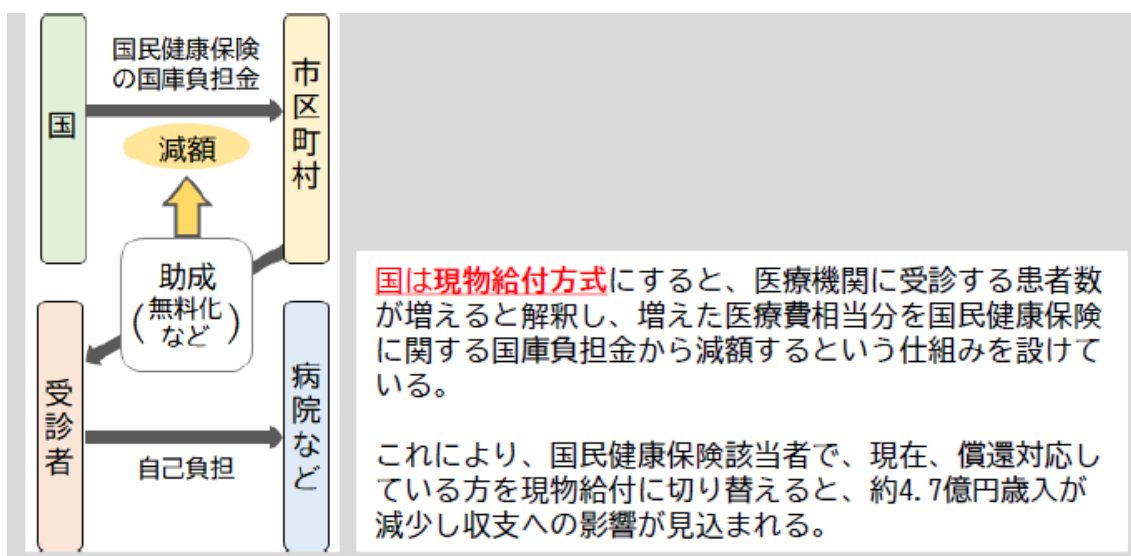 国民健康保険
の国庫負担金
国
市区町村
減額
助成
(無料化
など)
受診者
病院など
自己負担
国は現物給付方式にすると、医療機関に受診する患者数
が増えると解釈し、増えた医療費相当分を国民健康保険
に関する国庫負担金から減額するという仕組みを設けて
いる。
これにより、国民健康保険該当者で、現在、償還対応し
ている方を現物給付に切り替えると、約4.7億円歳入が
減少し収支への影響が見込まれる。